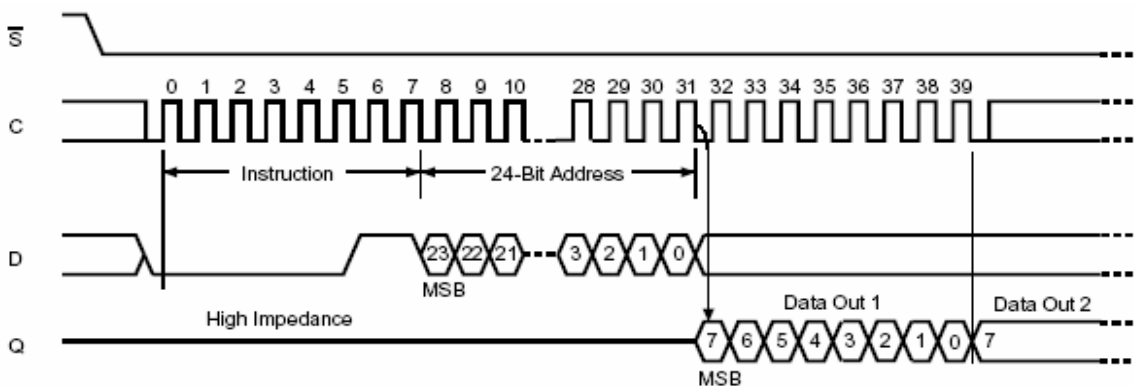 S
0 1 2 3 4 5 6 7 8 9 10 28 29 30 31 32 33 34 35 36 37 38 39
C
Instruction 24-Bit Address
D 23 22 21 3 2 1 0
MSB
High Impedance Data Out 1 Data Out 2
Q 7 6 5 4 3 2 1 0 7
MSB